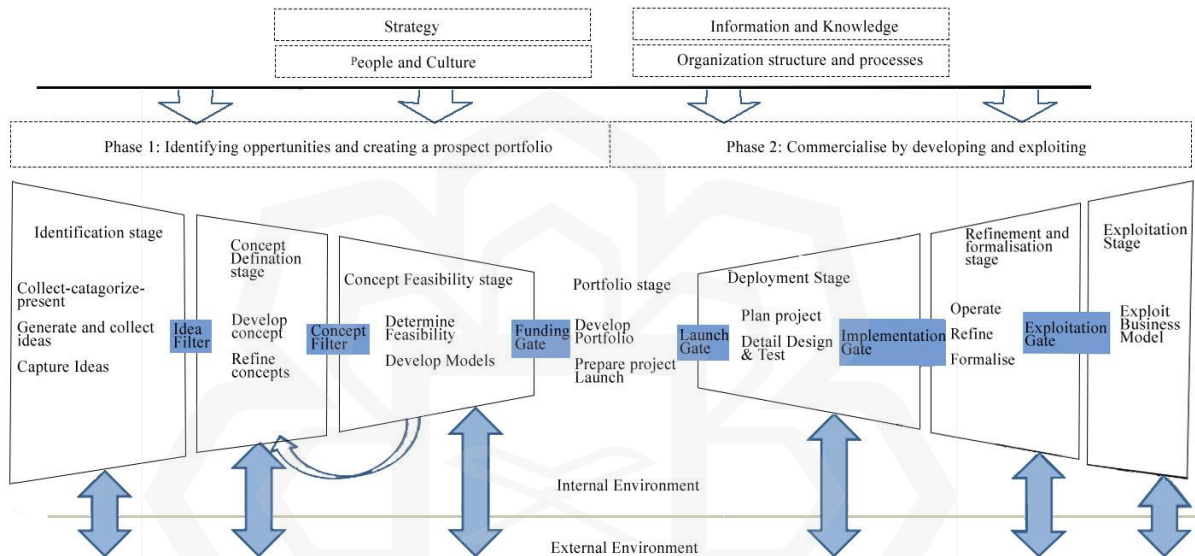 Strategy
Information and Knowledge
People and Culture
Organization structure and processes
Phase 1: Identifying oppertunities and creating a prospect portfolio
Phase 2: Commercialise by developing and exploiting
Identification stage
Collect-catagorize-
present
Generate and collect
ideas
Capture Ideas
Idea
Filter
Concept
Defination
stage
Develop
concept
Refine
concepts
Concept
Filter
Concept Feasibility stage
Determine
Feasibility
Develop Models
Funding
Gate
Portfolio stage
Develop
Portfolio
Prepare project
Launch
Launch
Gate
Deployment Stage
Plan project
Detail Design
& Test
Implementation
Gate
Refinement and
formalisation
stage
Operate
Refine
Formalise
Exploitation
Gate
Exploitation
Stage
Exploit
Business
Model
Internal Environment
External Environment